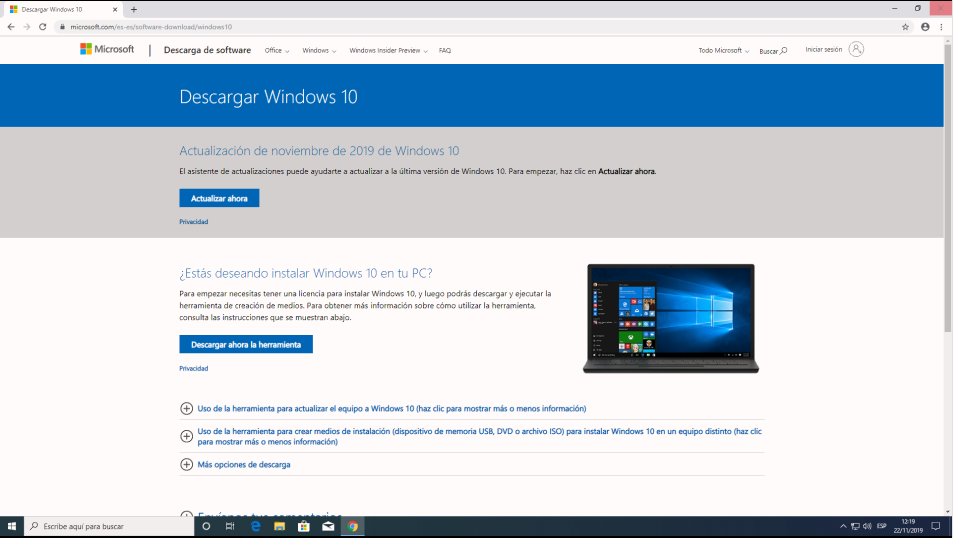 Descargar Windows 10
microsoft.com/es-es/software-download/windows10
Microsoft
Descarga de software
Office
Windows
Windows Insider Preview
FAQ
Todo Microsoft
Buscar
Iniciar sesión
Descargar Windows 10
Actualización de noviembre de 2019 de Windows 10
El asistente de actualizaciones puede ayudarte a actualizar a la última versión de Windows 10. Para empezar, haz clic en Actualizar ahora.
Actualizar ahora
Privacidad
¿Estás deseando instalar Windows 10 en tu PC?
Para empezar necesitas tener una licencia para instalar Windows 10, y luego podrás descargar y ejecutar la
herramienta de creación de medios. Para obtener más información sobre cómo utilizar la herramienta,
consulta las instrucciones que se muestran abajo.
Descargar ahora la herramienta
Privacidad
Uso de la herramienta para actualizar el equipo a Windows 10 (haz clic para mostrar más o menos información)
Uso de la herramienta para crear medios de instalación (dispositivo de memoria USB, DVD o archivo ISO) para instalar Windows 10 en un equipo distinto (haz clic
para mostrar más o menos información)
Más opciones de descarga
Envíanos tus comentarios
Escribe aquí para buscar
ESP
12:19
22/11/2019